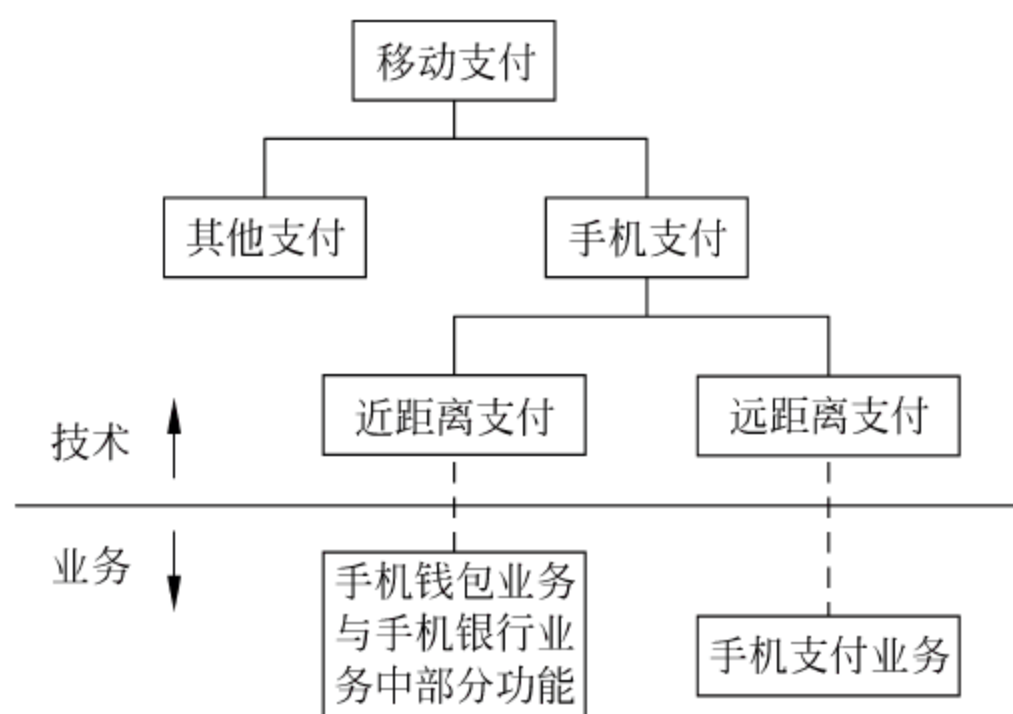 移动支付
其他支付
手机支付
近距离支付
远距离支付
技术
业务
手机钱包业务
与手机银行业
务中部分功能
手机支付业务